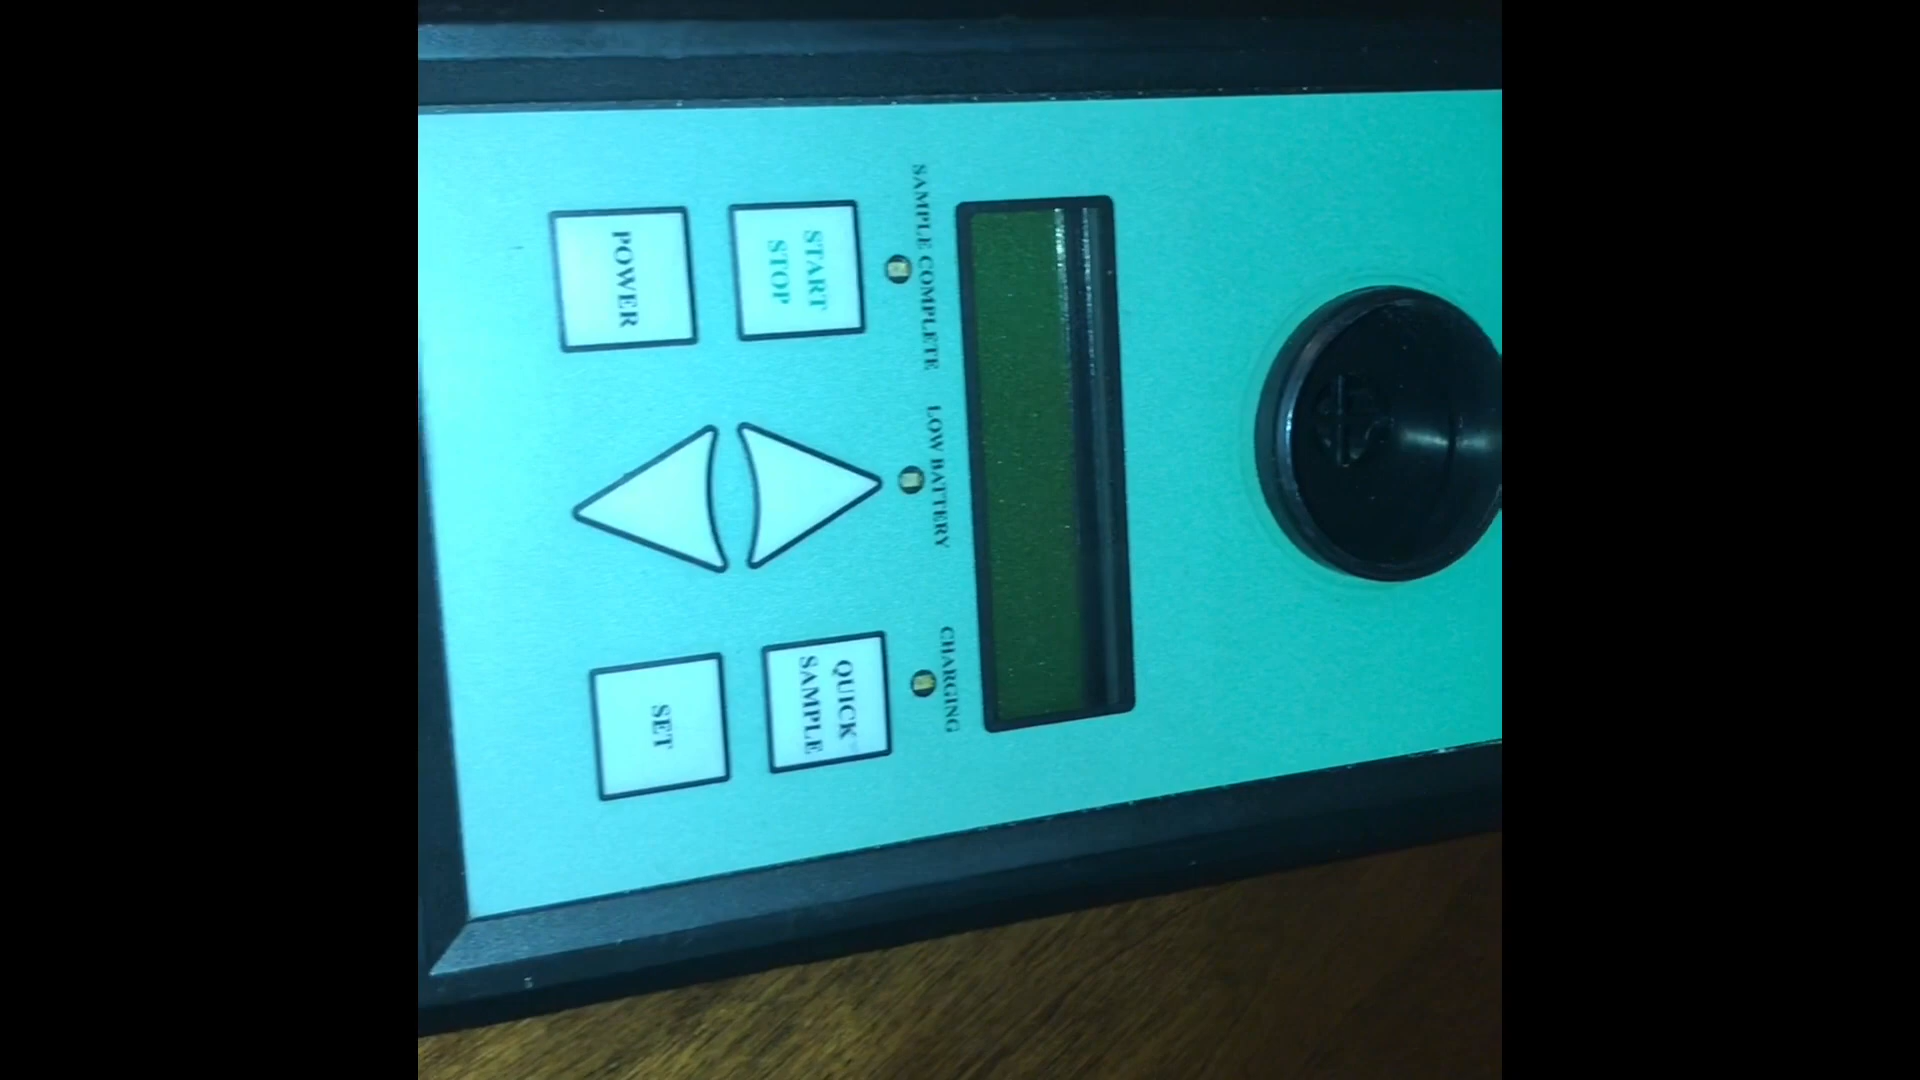 SAMPLE COMPLETE
LOW BATTERY
CHARGING
START
STOP
QUICK
SAMPLE
POWER
SET